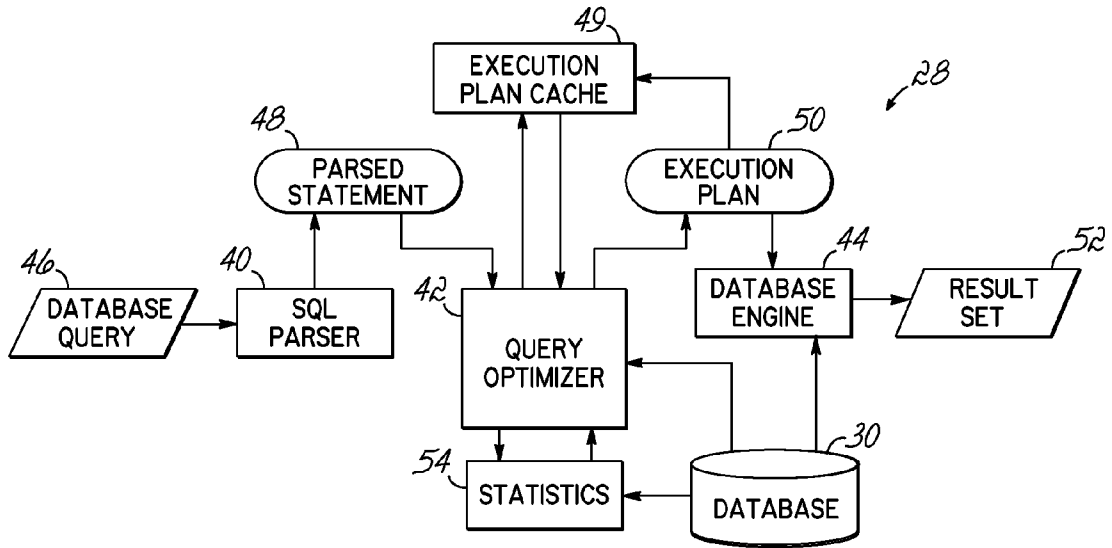 49
EXECUTION
PLAN CACHE
28
48
PARSED
STATEMENT
50
EXECUTION
PLAN
46
DATABASE
QUERY
40
SQL
PARSER
42
QUERY
OPTIMIZER
44
DATABASE
ENGINE
52
RESULT
SET
54
STATISTICS
30
DATABASE